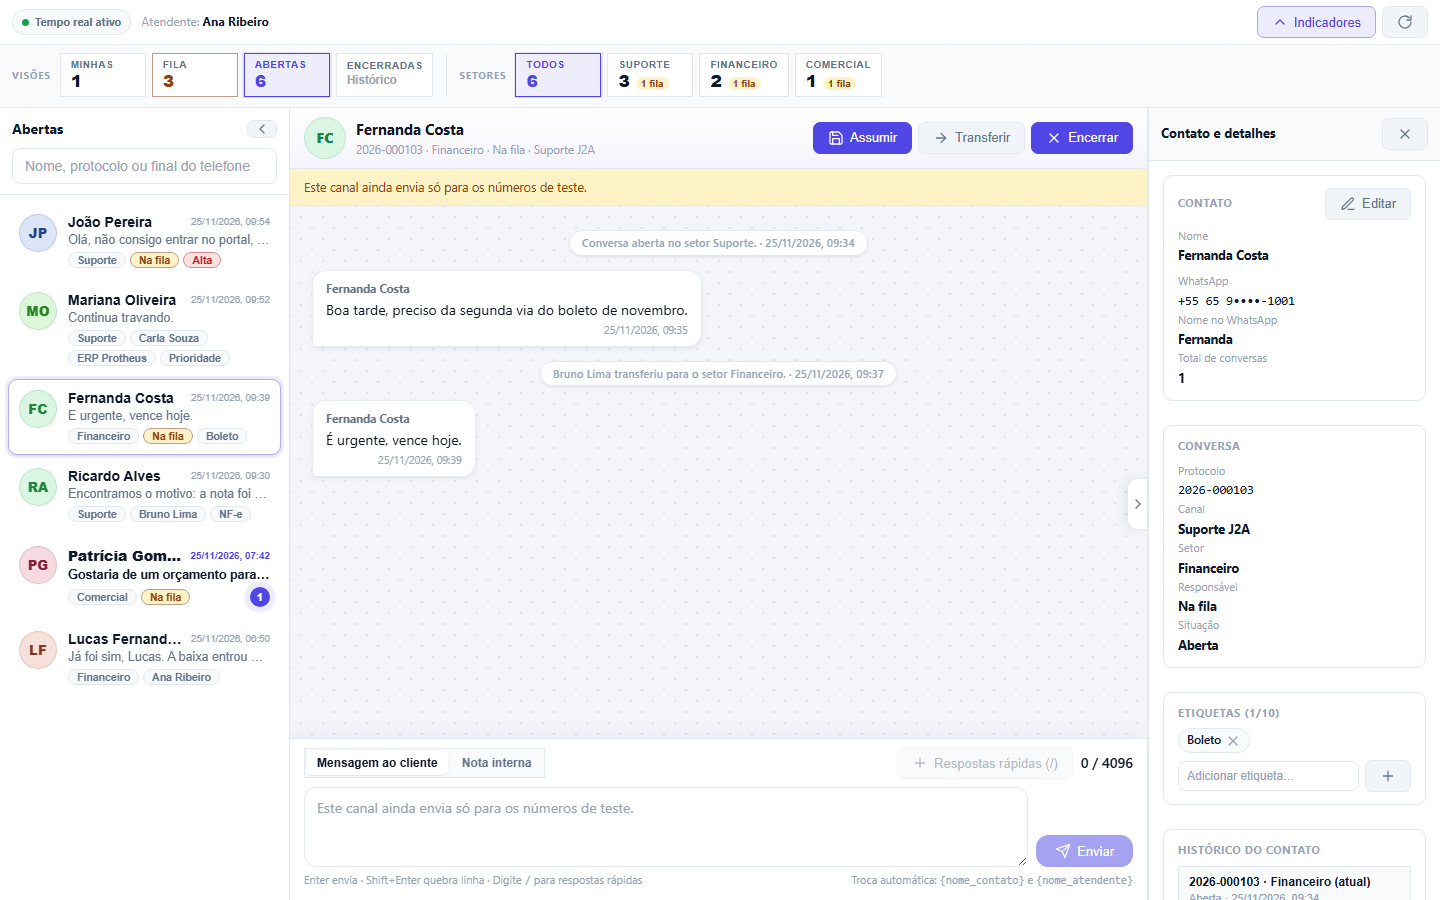 Tempo real ativo
Atendente: Ana Ribeiro
Indicadores
VISÕES
MINHAS
1
FILA
3
ABERTAS
6
ENCERRADAS
Histórico
SETORES
TODOS
6
SUPORTE
3 1 fila
FINANCEIRO
2 1 fila
COMERCIAL
1 1 fila
Abertas
Nome, protocolo ou final do telefone
JP
João Pereira 25/11/2026, 09:54
Olá, não consigo entrar no portal, ...
Suporte Na fila Alta
MO
Mariana Oliveira 25/11/2026, 09:52
Continua travando.
Suporte Carla Souza
ERP Protheus Prioridade
FC
Fernanda Costa 25/11/2026, 09:39
É urgente, vence hoje.
Financeiro Na fila Boleto
RA
Ricardo Alves 25/11/2026, 09:30
Encontramos o motivo: a nota foi ...
Suporte Bruno Lima NF-e
PG
Patrícia Gom... 25/11/2026, 07:42
Gostaria de um orçamento para...
Comercial Na fila 1
LF
Lucas Fernand... 25/11/2026, 06:50
Já foi sim, Lucas. A baixa entrou ...
Financeiro Ana Ribeiro
FC
Fernanda Costa
2026-000103 · Financeiro · Na fila · Suporte J2A
Assumir
Transferir
Encerrar
Este canal ainda envia só para os números de teste.
Conversa aberta no setor Suporte. · 25/11/2026, 09:34
Fernanda Costa
Boa tarde, preciso da segunda via do boleto de novembro.
25/11/2026, 09:35
Bruno Lima transferiu para o setor Financeiro. · 25/11/2026, 09:37
Fernanda Costa
É urgente, vence hoje.
25/11/2026, 09:39
Mensagem ao cliente
Nota interna
Respostas rápidas (/)
0 / 4096
Este canal ainda envia só para os números de teste.
Enviar
Enter envia · Shift+Enter quebra linha · Digite / para respostas rápidas
Troca automática: {nome_contato} e {nome_atendente}
Contato e detalhes
CONTATO
Editar
Nome
Fernanda Costa
WhatsApp
+55 65 9••••-1001
Nome no WhatsApp
Fernanda
Total de conversas
1
CONVERSA
Protocolo
2026-000103
Canal
Suporte J2A
Setor
Financeiro
Responsável
Na fila
Situação
Aberta
ETIQUETAS (1/10)
Boleto
Adicionar etiqueta...
HISTÓRICO DO CONTATO
2026-000103 · Financeiro (atual)
Aberta · 25/11/2026, 09:34